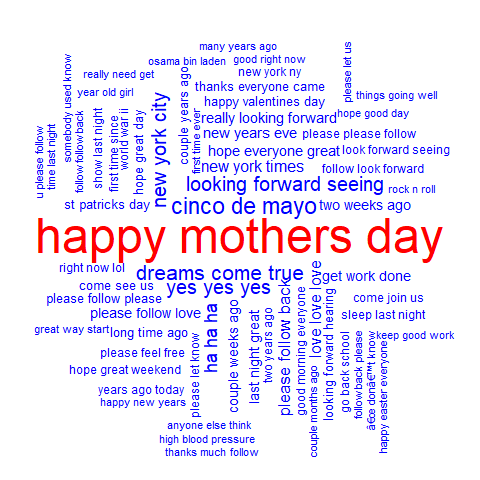 many years ago
osama bin laden
good right now
please let us
really need get
new york ny
somebody used know
year old girl
thanks everyone came
things going well
couple years ago
happy valentines day
u please follow
time last night
follow followback
show last night
first time since
world war ii
hope great day
new york city
first time ever
really looking forward
hope good day
new years eve
please please follow
hope everyone great
look forward seeing
new york times
follow look forward
looking forward seeing
rock n roll
st patricks day
cinco de mayo
two weeks ago
happy mothers day
right now lol
dreams come true
get work done
come see us
yes yes yes
love love love
please follow please
come join us
please follow love
ha ha ha
couple weeks ago
last night great
two years ago
please follow back
good morning everyone
couple months ago
looking forward hearing
sleep last night
great way start
long time ago
please let know
go back school
followback please
â€œ donâ€™t know
happy easter everyone
keep good work
please feel free
hope great weekend
years ago today
happy new years
anyone else think
high blood pressure
thanks much follow